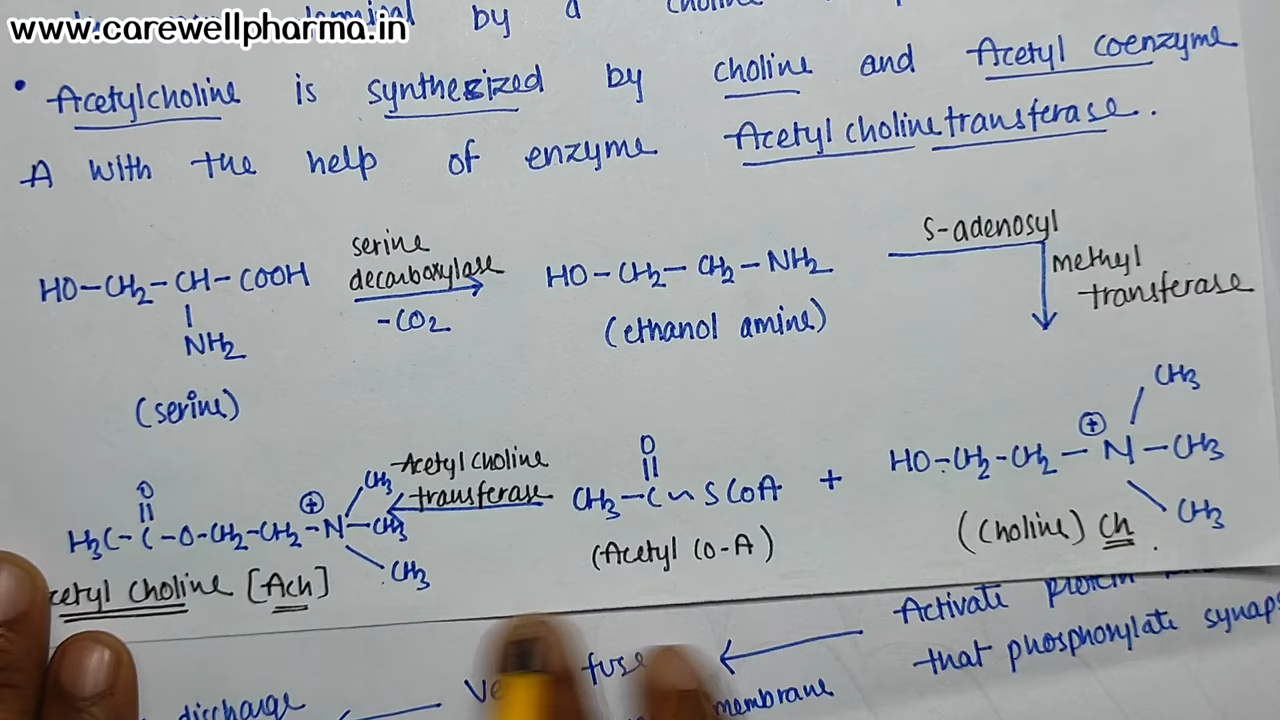 www.carewellpharma.in
by a
• Acetylcholine is synthesized by choline and Acetyl coenzyme
A with the help of enzyme Acetyl choline transferase.
serine
decarboxylase
-CO2
S-adenosyl
methyl
transferase
HO-CH2-CH-COOH
NH2
(serine)
HO-CH2-CH2-NH2
(ethanol amine)
Acetyl choline
transferase
O
H3C-C-O-CH2-CH2-N-CH3
⊕
CH3
CH3
cetyl choline [Ach]
O
CH3-C~SCoA
(Acetyl CO-A)
+
HO-CH2-CH2-N-CH3
⊕
CH3
CH3
(Choline) Ch
Activate
that phosphorylate synap
fuse
membrane
discharge